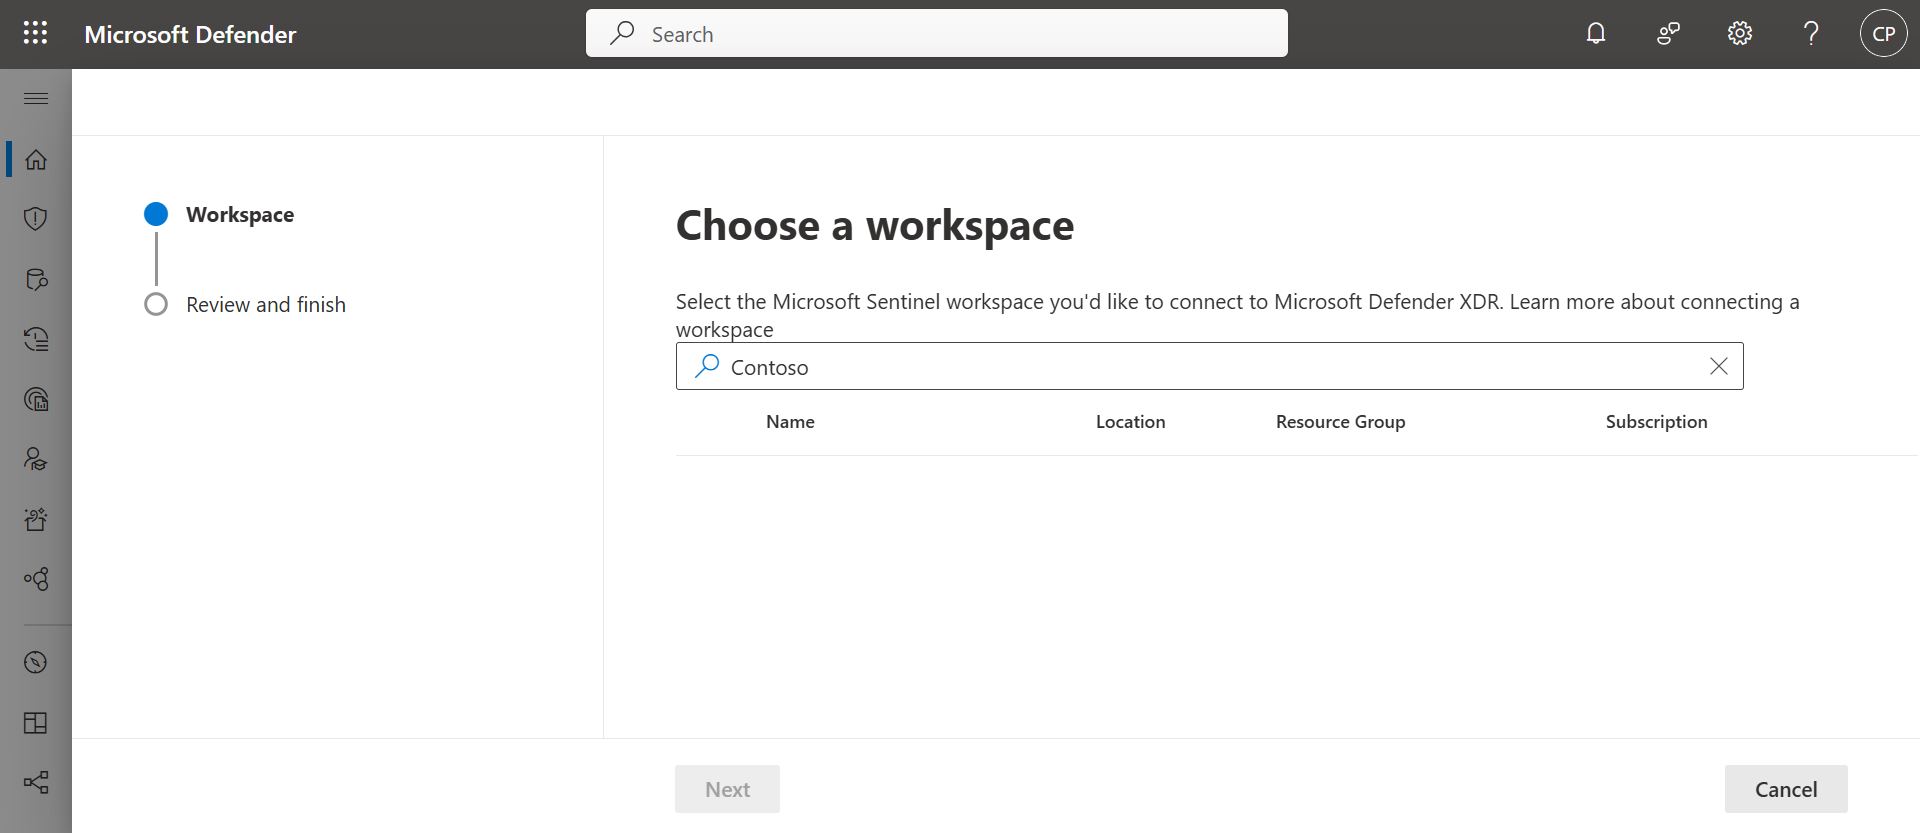 Microsoft Defender
Search
CP
Workspace
Review and finish
Choose a workspace
Select the Microsoft Sentinel workspace you'd like to connect to Microsoft Defender XDR. Learn more about connecting a
workspace
Contoso
Name Location Resource Group Subscription
Next
Cancel